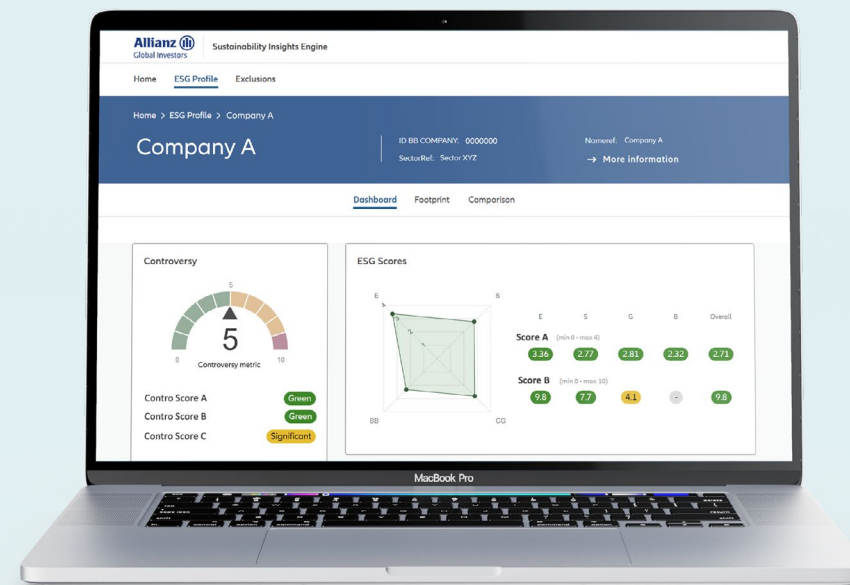 Allianz
Global Investors
Sustainability Insights Engine
Home ESG Profile Exclusions
Home > ESG Profile > Company A
Company A
ID BB COMPANY: 0000000
SectorRef: Sector XYZ
Nameref: Company A
→ More information
Dashboard Footprint Comparison
Controversy
5
5
0 10
Controversy metric
Contro Score A Green
Contro Score B Green
Contro Score C Significant
ESG Scores
E S
4
3
2
1
BB CG
E S G B Overall
Score A (min 0 - max 4)
3.36 2.77 2.81 2.32 2.71
Score B (min 0 - max 10)
9.8 7.7 4.1 - 9.8
MacBook Pro